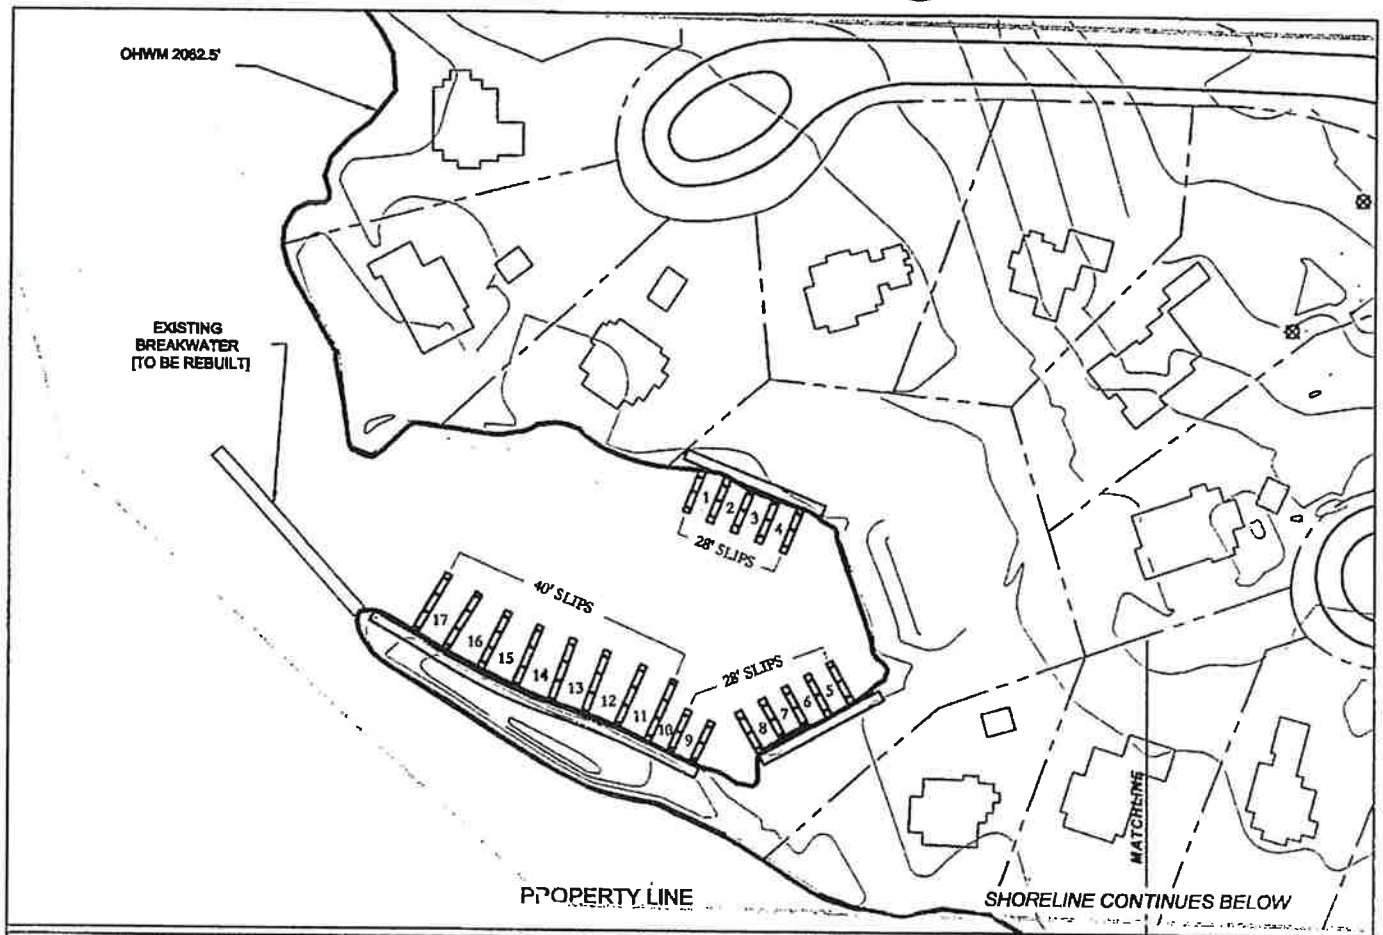 OHWM 2062.5'
EXISTING
BREAKWATER
[TO BE REBUILT]
1
2
3
4
28' SLIPS
40' SLIPS
17
16
15
14
13
12
11
10
9
28' SLIPS
8
7
6
5
MATCHLINE
PROPERTY LINE
SHORELINE CONTINUES BELOW